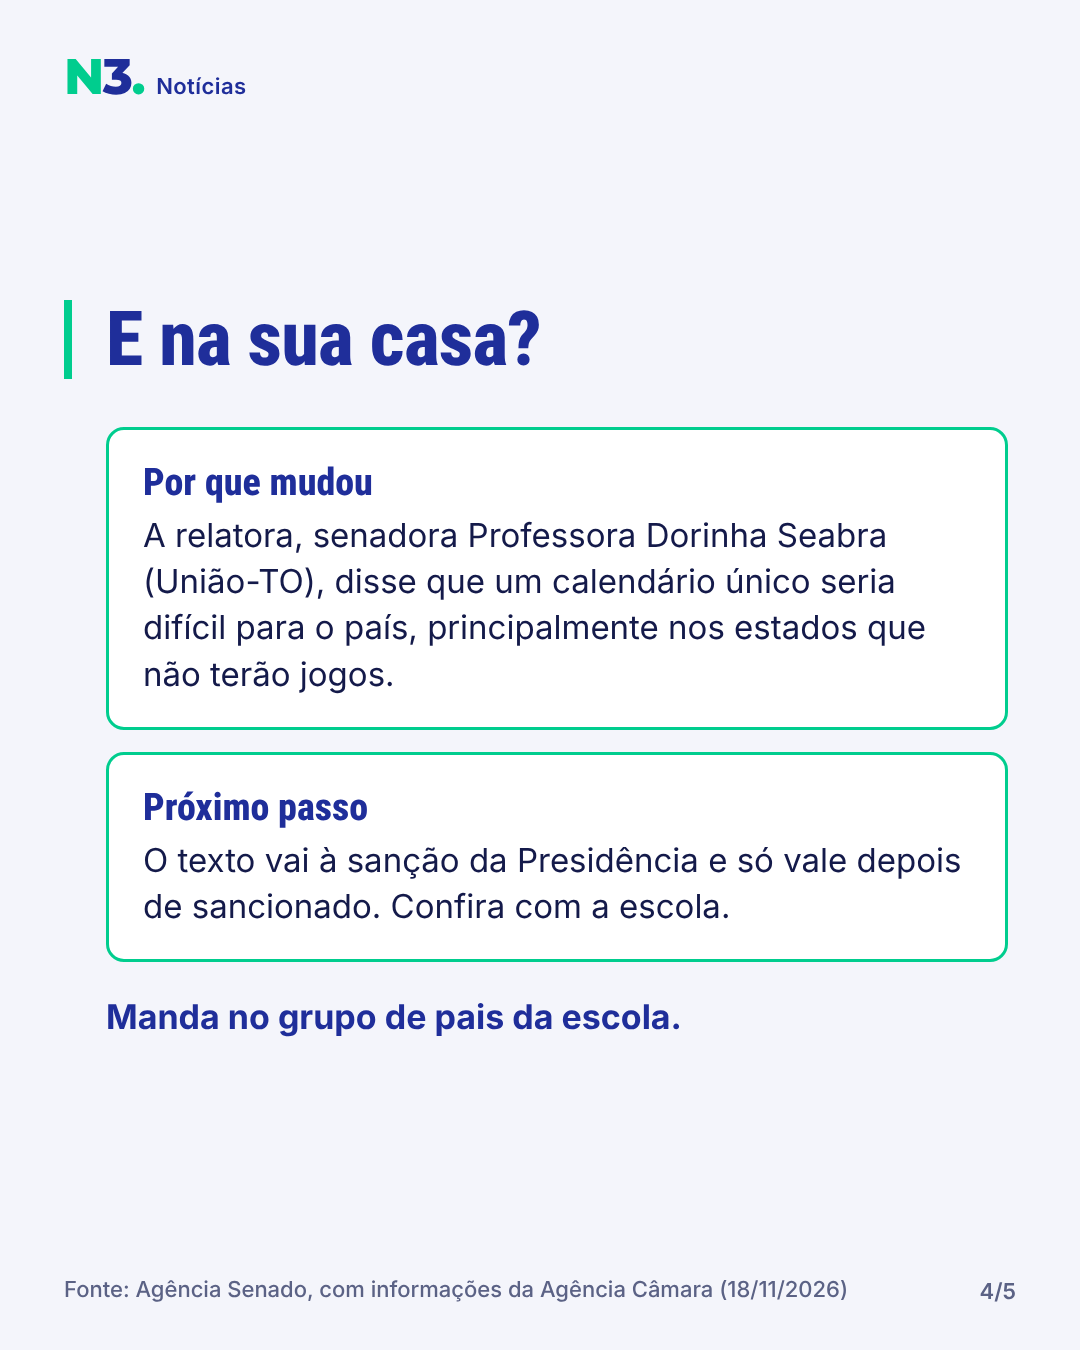 N3. Notícias
E na sua casa?
Por que mudou
A relatora, senadora Professora Dorinha Seabra
(União-TO), disse que um calendário único seria
difícil para o país, principalmente nos estados que
não terão jogos.
Próximo passo
O texto vai à sanção da Presidência e só vale depois
de sancionado. Confira com a escola.
Manda no grupo de pais da escola.
Fonte: Agência Senado, com informações da Agência Câmara (18/11/2026)
4/5